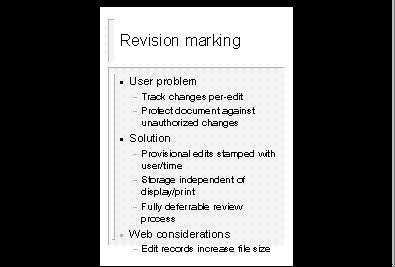 Revision marking
User problem
Track changes per-edit
Protect document against
unauthorized changes
Solution
Provisional edits stamped with
user/time
Storage independent of
display/print
Fully deferrable review
process
Web considerations
Edit records increase file size